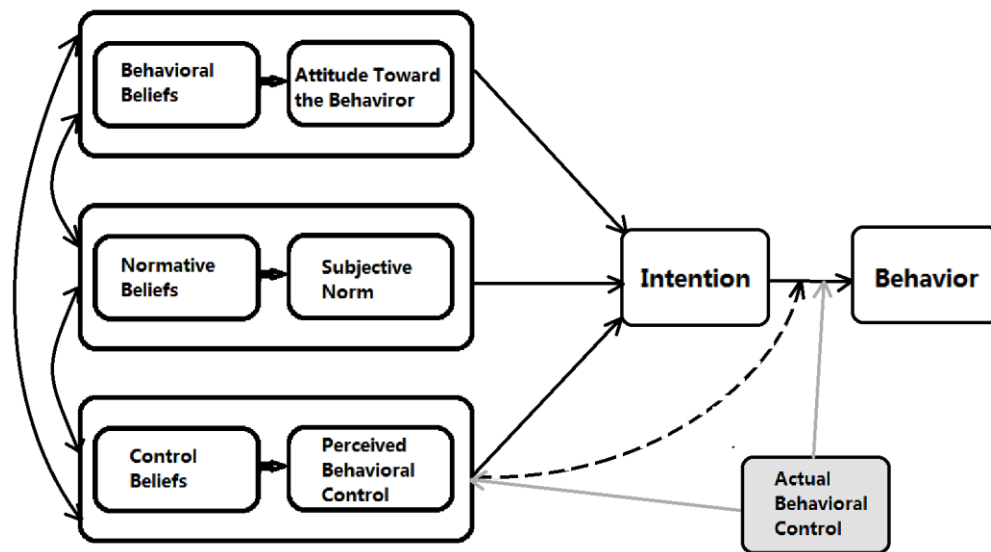 Behavioral
Beliefs
Attitude Toward
the Behaviror
Normative
Beliefs
Subjective
Norm
Intention
Behavior
Control
Beliefs
Perceived
Behavioral
Control
Actual
Behavioral
Control